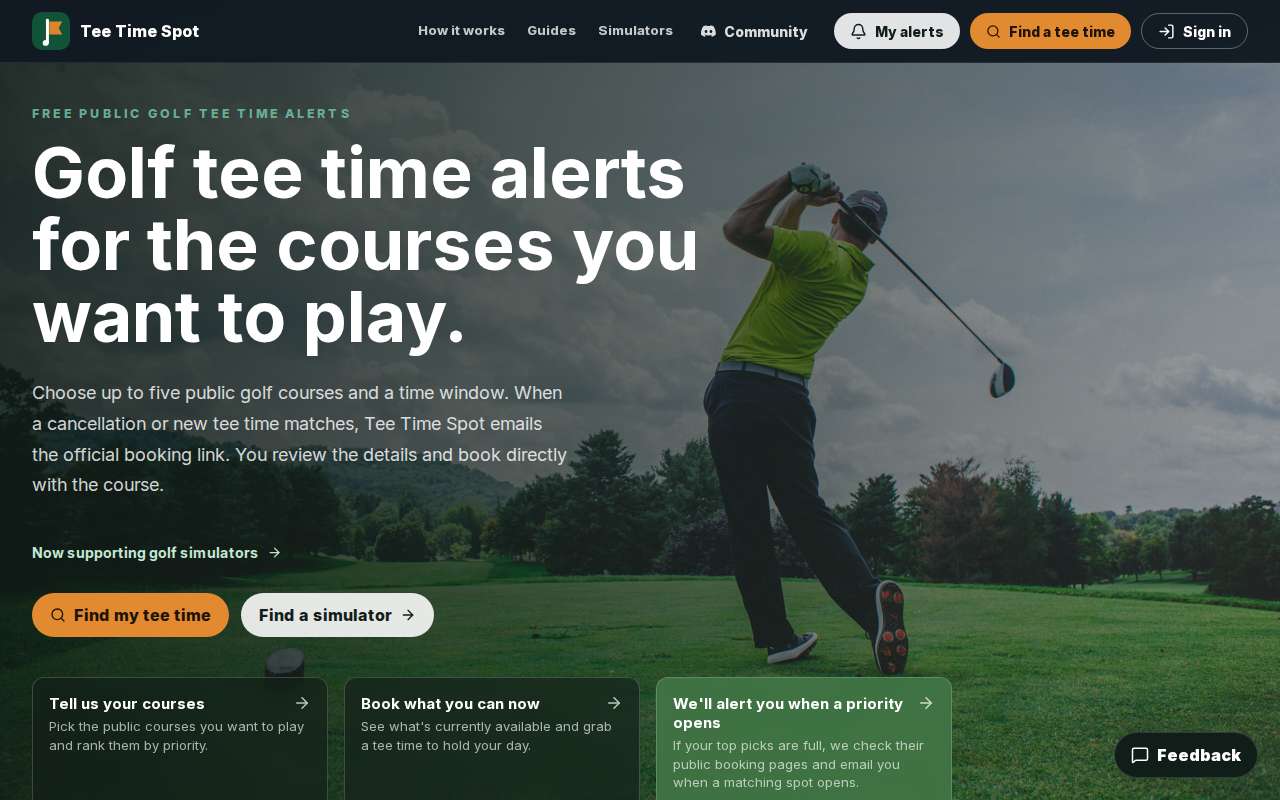 Tee Time Spot
How it works
Guides
Simulators
Community
My alerts
Find a tee time
Sign in
FREE PUBLIC GOLF TEE TIME ALERTS
Golf tee time alerts
for the courses you
want to play.
Choose up to five public golf courses and a time window. When
a cancellation or new tee time matches, Tee Time Spot emails
the official booking link. You review the details and book directly
with the course.
Now supporting golf simulators
Find my tee time
Find a simulator
Tell us your courses
Pick the public courses you want to play
and rank them by priority.
Book what you can now
See what's currently available and grab
a tee time to hold your day.
We'll alert you when a priority
opens
If your top picks are full, we check their
public booking pages and email you
when a matching spot opens.
Feedback